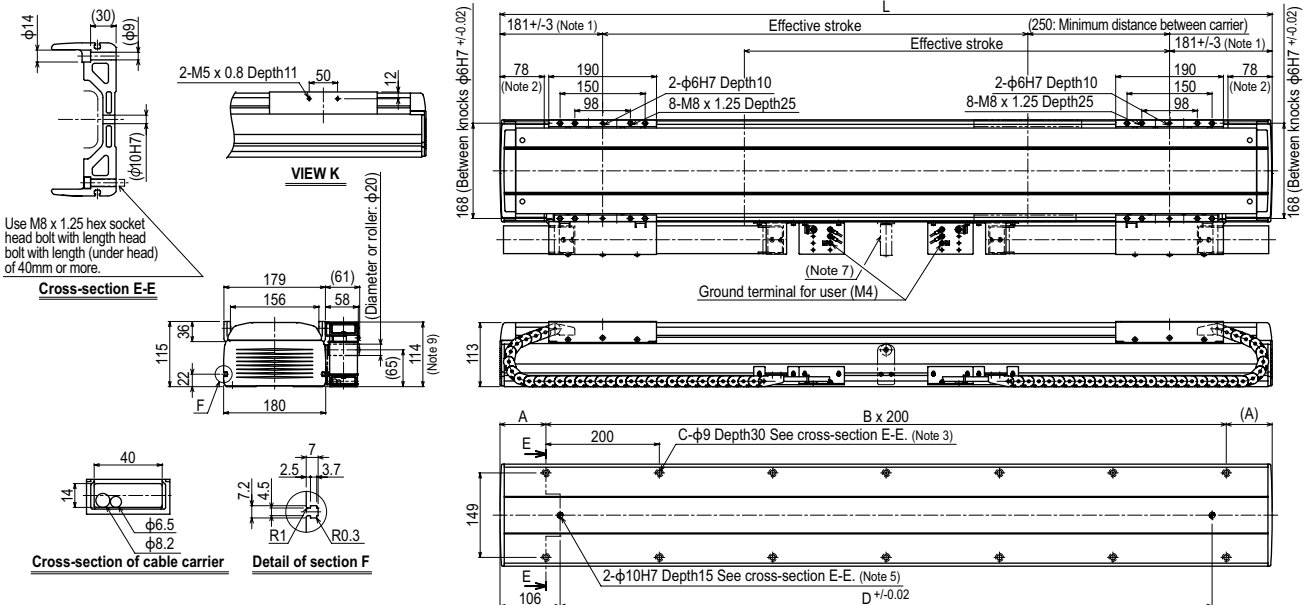 φ14
(30)
(φ9)
(φ10H7)
Use M8 x 1.25 hex socket
head bolt with length head
bolt with length (under head)
of 40mm or more.
Cross-section E-E
2-M5 x 0.8 Depth11
50
12
VIEW K
L
181+/-3 (Note 1)
Effective stroke
(250: Minimum distance between carrier)
Effective stroke
181+/-3 (Note 1)
78
(Note 2)
190
150
98
2-φ6H7 Depth10
8-M8 x 1.25 Depth25
2-φ6H7 Depth10
8-M8 x 1.25 Depth25
190
150
98
78
(Note 2)
168 (Between knocks φ6H7 +/-0.02)
168 (Between knocks φ6H7 +/-0.02)
(Note 7)
Ground terminal for user (M4)
179
(61)
156
58
(Diameter or roller: φ20)
36
115
22
F
180
(65)
114
(Note 9)
113
A
B x 200
(A)
E
200
C-φ9 Depth30 See cross-section E-E. (Note 3)
149
2-φ10H7 Depth15 See cross-section E-E. (Note 5)
E
106
D +/-0.02
40
14
φ6.5
φ8.2
Cross-section of cable carrier
7
2.5
3.7
7.2
4.5
R1
R0.3
Detail of section F